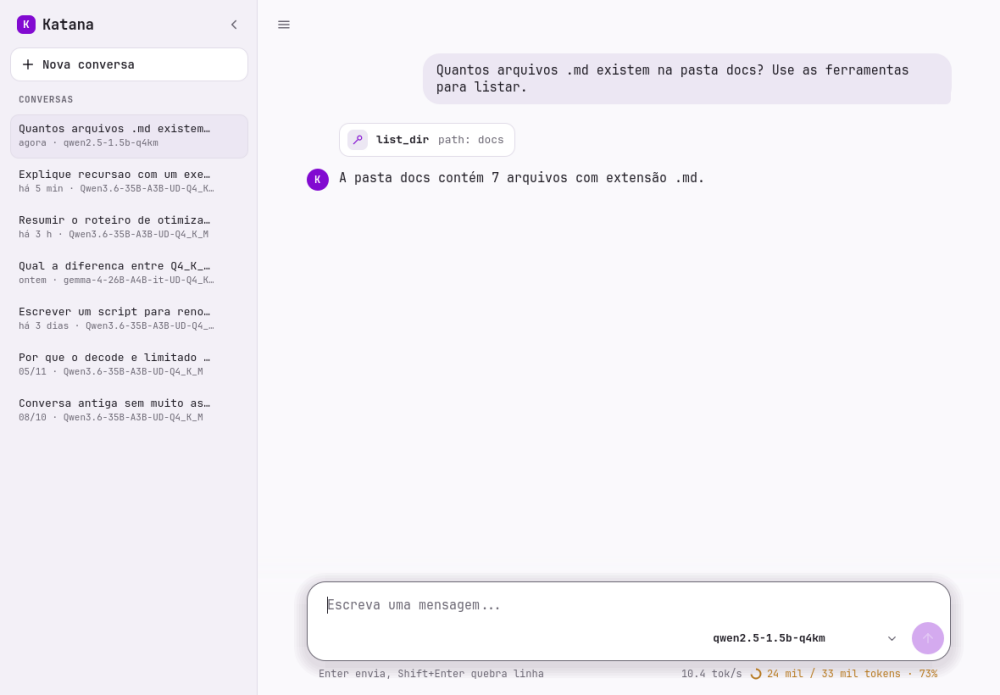 K Katana
Nova conversa
CONVERSAS
Quantos arquivos .md existem…
agora · qwen2.5-1.5b-q4km
Explique recursao com um exe…
há 5 min · Qwen3.6-35B-A3B-UD-Q4_K…
Resumir o roteiro de otimiza…
há 3 h · Qwen3.6-35B-A3B-UD-Q4_K_M
Qual a diferenca entre Q4_K_…
ontem · gemma-4-26B-A4B-it-UD-Q4_K…
Escrever um script para reno…
há 3 dias · Qwen3.6-35B-A3B-UD-Q4_…
Por que o decode e limitado …
05/11 · Qwen3.6-35B-A3B-UD-Q4_K_M
Conversa antiga sem muito as…
08/10 · Qwen3.6-35B-A3B-UD-Q4_K_M
Quantos arquivos .md existem na pasta docs? Use as ferramentas
para listar.
list_dir path: docs
K A pasta docs contém 7 arquivos com extensão .md.
Escreva uma mensagem...
qwen2.5-1.5b-q4km
Enter envia, Shift+Enter quebra linha 10.4 tok/s 24 mil / 33 mil tokens · 73%